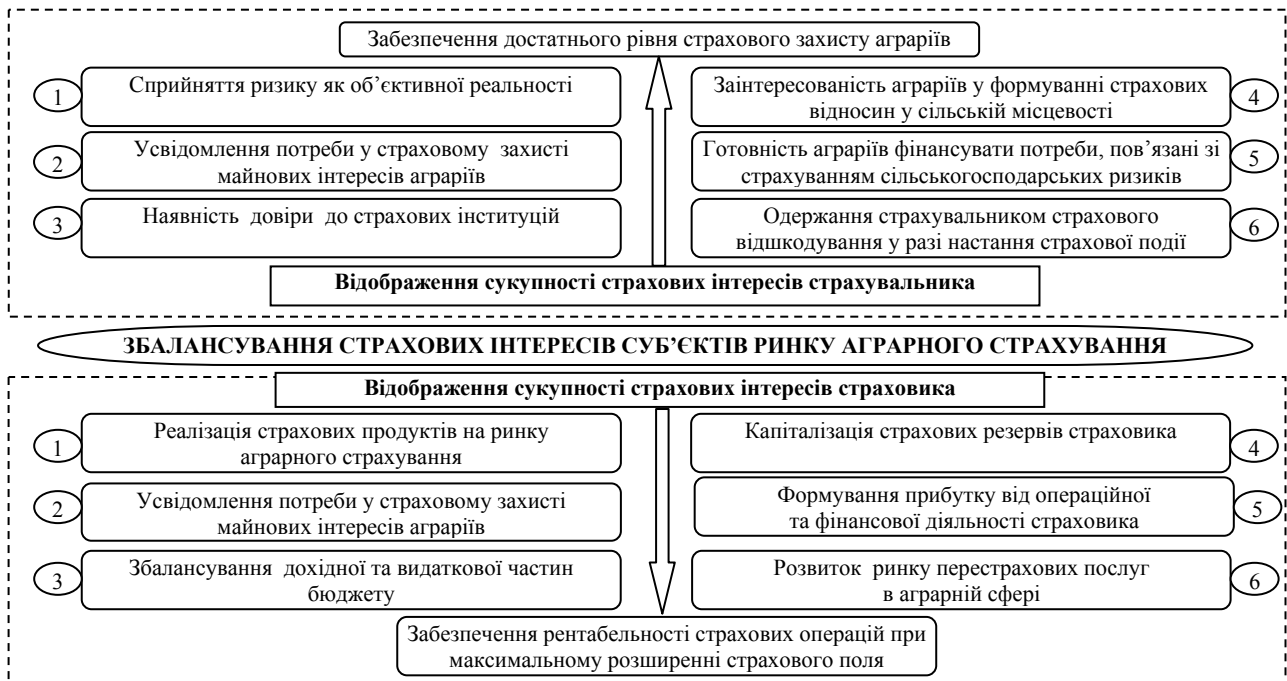 Забезпечення достатнього рівня страхового захисту аграріїв
1
Сприйняття ризику як об’єктивної реальності
2
Усвідомлення потреби у страховому захисті
майнових інтересів аграріїв
3
Наявність довіри до страхових інституцій
Заінтересованість аграріїв у формуванні страхових
відносин у сільській місцевості
4
Готовність аграріїв фінансувати потреби, пов’язані зі
страхуванням сільськогосподарських ризиків
5
Одержання страхувальником страхового
відшкодування у разі настання страхової події
6
Відображення сукупності страхових інтересів страхувальника
ЗБАЛАНСУВАННЯ СТРАХОВИХ ІНТЕРЕСІВ СУБ’ЄКТІВ РИНКУ АГРАРНОГО СТРАХУВАННЯ
Відображення сукупності страхових інтересів страховика
1
Реалізація страхових продуктів на ринку
аграрного страхування
2
Усвідомлення потреби у страховому захисті
майнових інтересів аграріїв
3
Збалансування дохідної та видаткової частин
бюджету
Капіталізація страхових резервів страховика
4
Формування прибутку від операційної
та фінансової діяльності страховика
5
Розвиток ринку перестрахових послуг
в аграрній сфері
6
Забезпечення рентабельності страхових операцій при
максимальному розширенні страхового поля